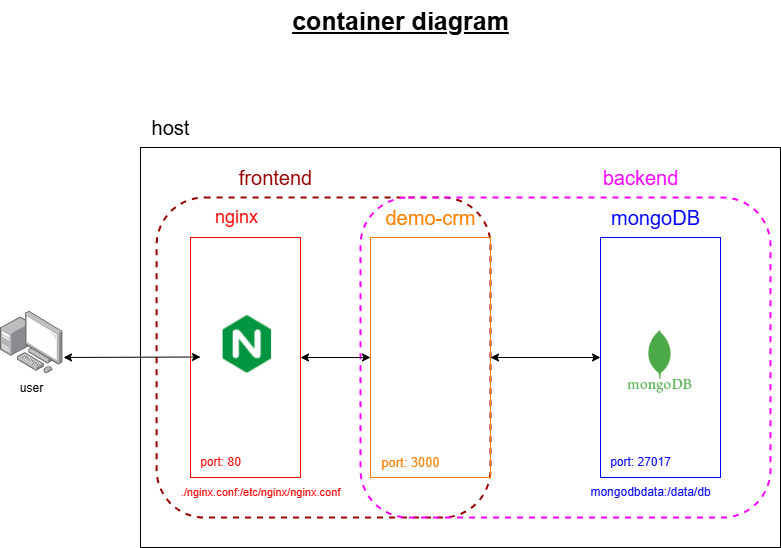 container diagram
host
frontend
backend
nginx
demo-crm
mongoDB
N
mongoDB
user
port: 80
port: 3000
port: 27017
./nginx.conf:/etc/nginx/nginx.conf
mongodbdata:/data/db